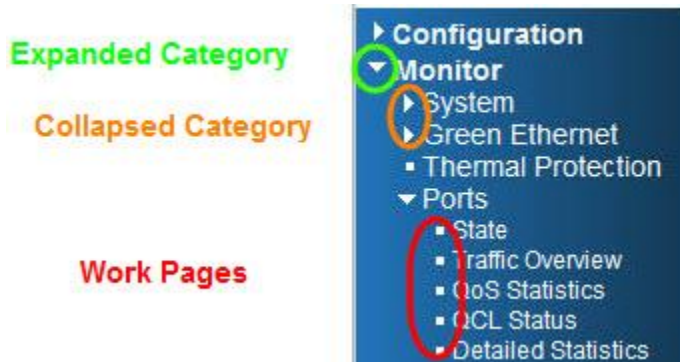 Expanded Category
Collapsed Category
Work Pages
Configuration
Monitor
System
Green Ethernet
Thermal Protection
Ports
State
Traffic Overview
QoS Statistics
QCL Status
Detailed Statistics